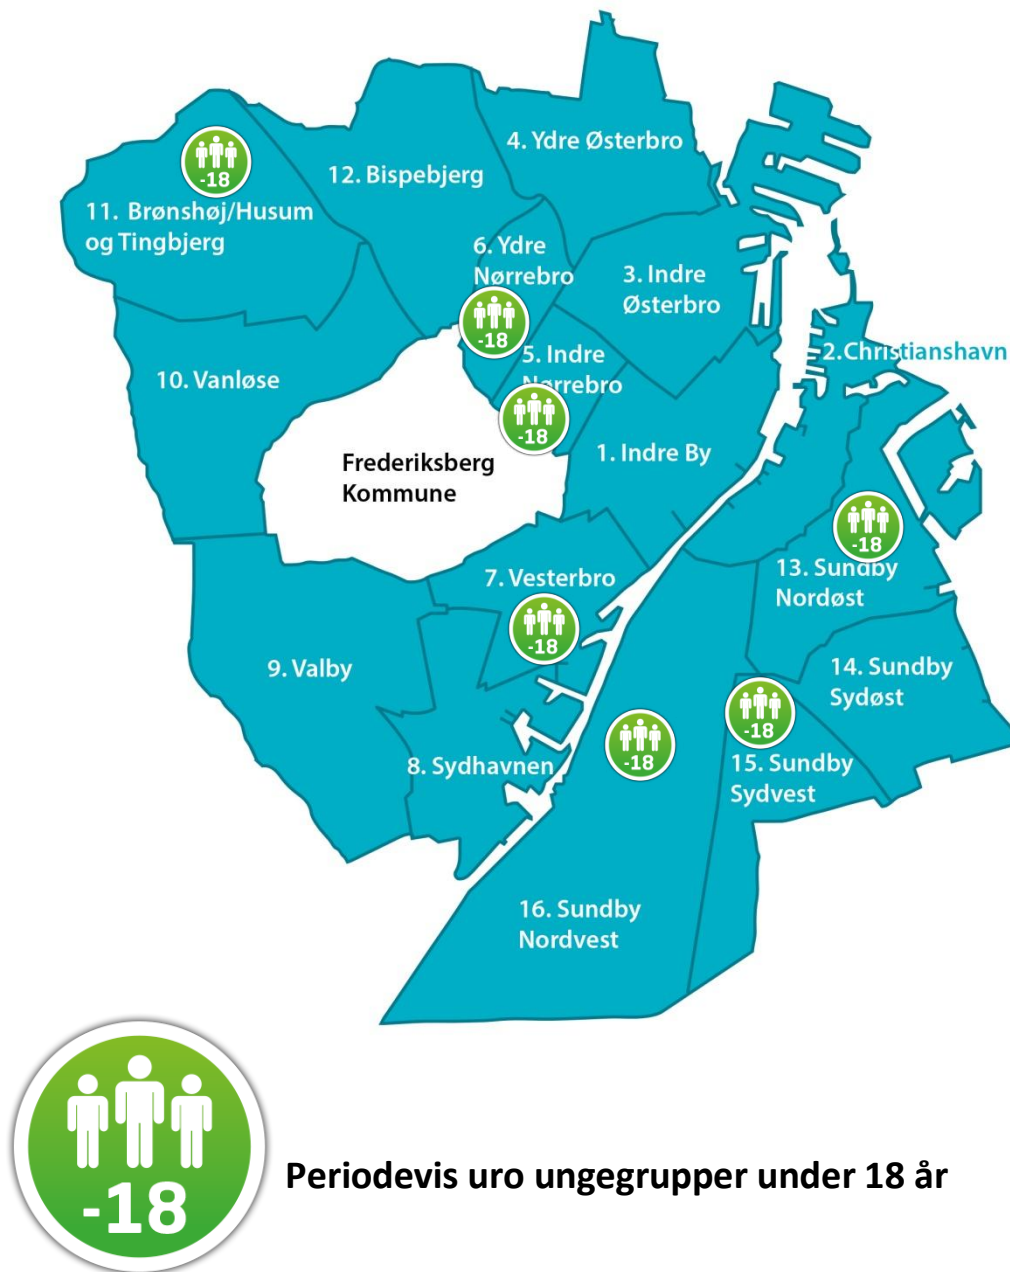 4. Ydre Østerbro
12. Bispebjerg
-18
11. Brønshøj/Husum
og Tingbjerg
6. Ydre
Nørrebro
3. Indre
Østerbro
-18
5. Indre
Nørrebro
2.Christianshavn
10. Vanløse
-18
1. Indre By
Frederiksberg
Kommune
-18
13. Sundby
Nordøst
7. Vesterbro
-18
9. Valby
14. Sundby
Sydøst
-18
-18
8. Sydhavnen
15. Sundby
Sydvest
16. Sundby
Nordvest
-18
Periodevis uro ungegrupper under 18 år